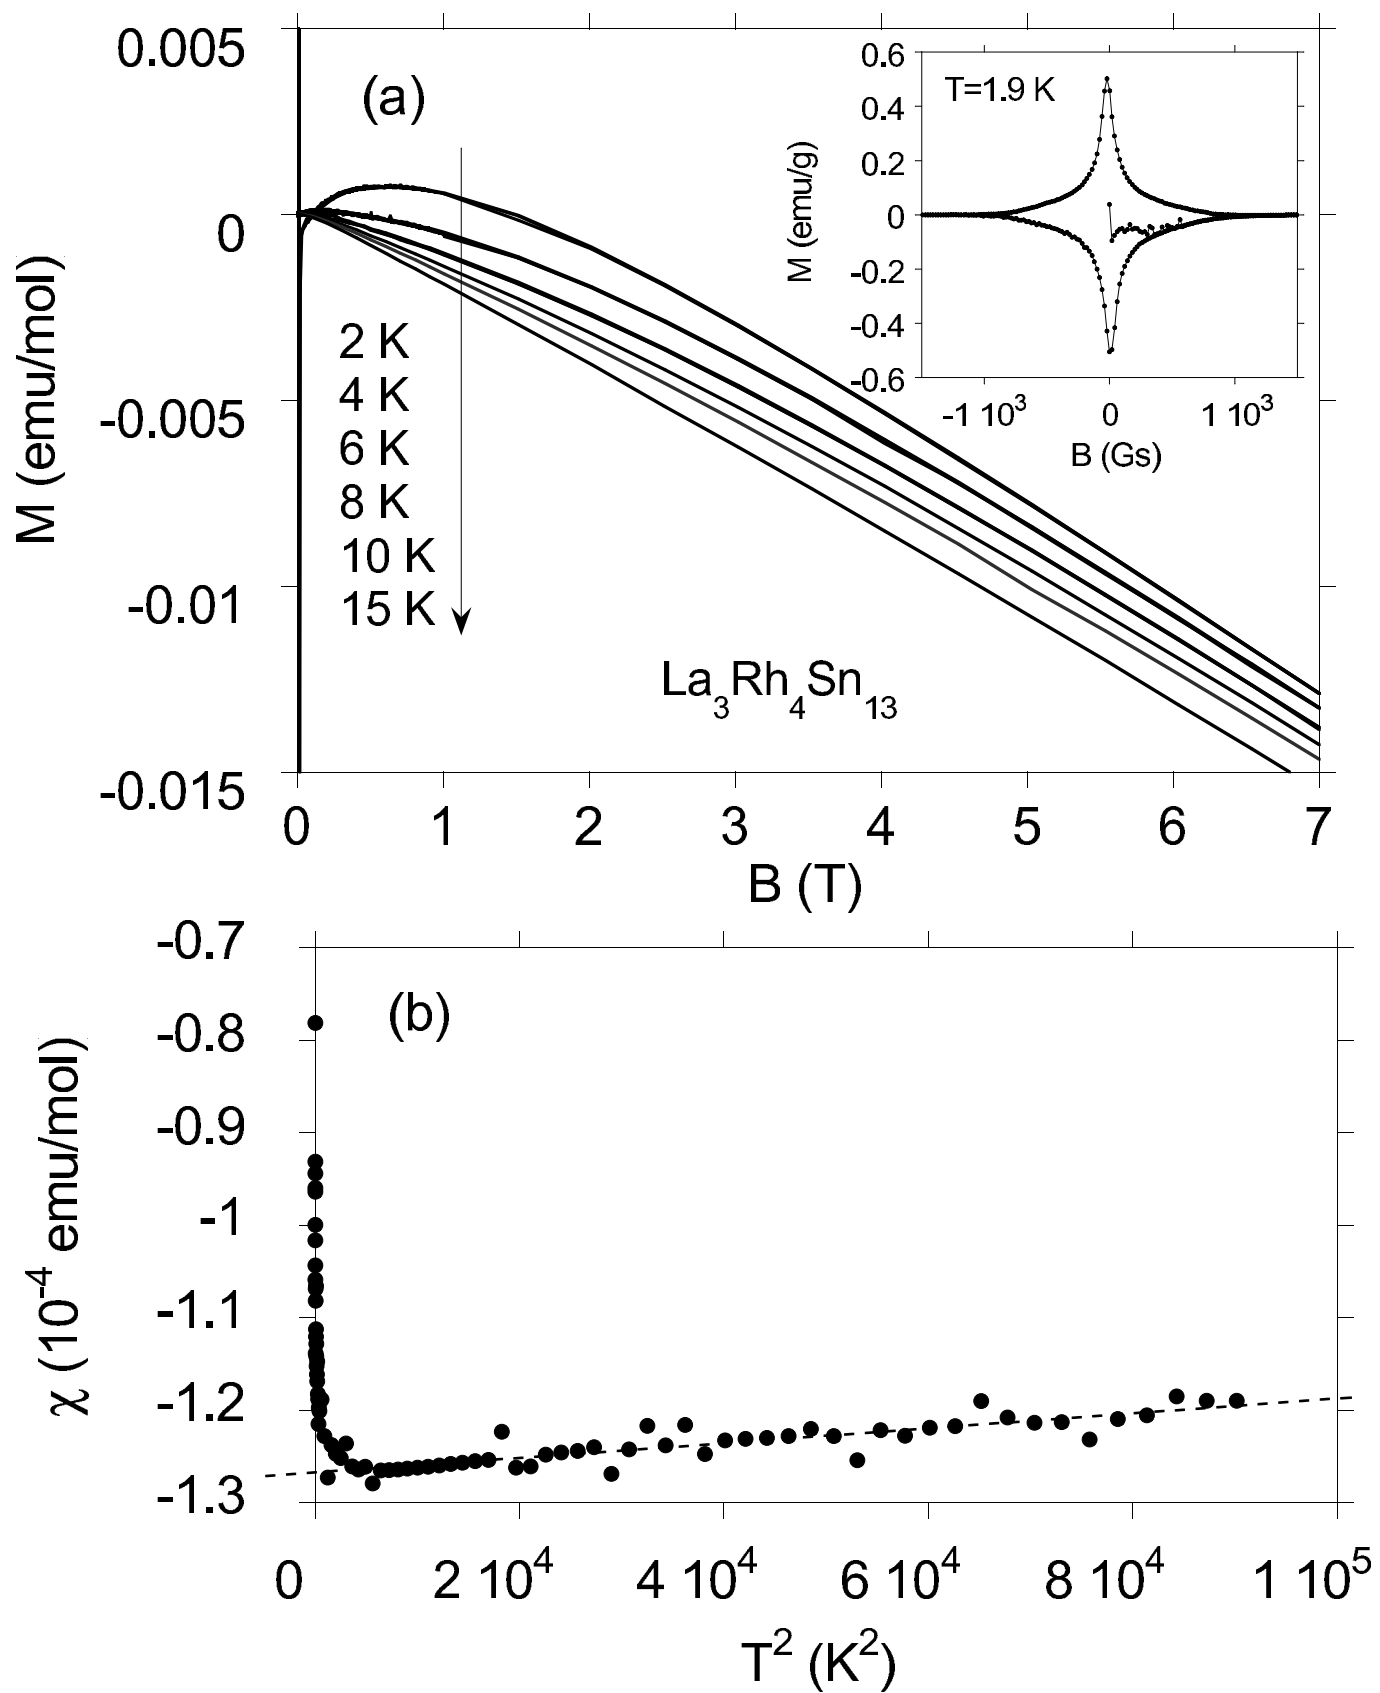 0.005
0
-0.005
-0.01
-0.015
M (emu/mol)
(a)
2 K
4 K
6 K
8 K
10 K
15 K
La₃Rh₄Sn₁₃
0 1 2 3 4 5 6 7
B (T)
T=1.9 K
0.6
0.4
0.2
0
-0.2
-0.4
-0.6
M (emu/g)
-1 10³ 0 1 10³
B (Gs)
-0.7
-0.8
-0.9
-1
-1.1
-1.2
-1.3
χ (10⁻⁴ emu/mol)
(b)
0 2 10⁴ 4 10⁴ 6 10⁴ 8 10⁴ 1 10⁵
T² (K²)